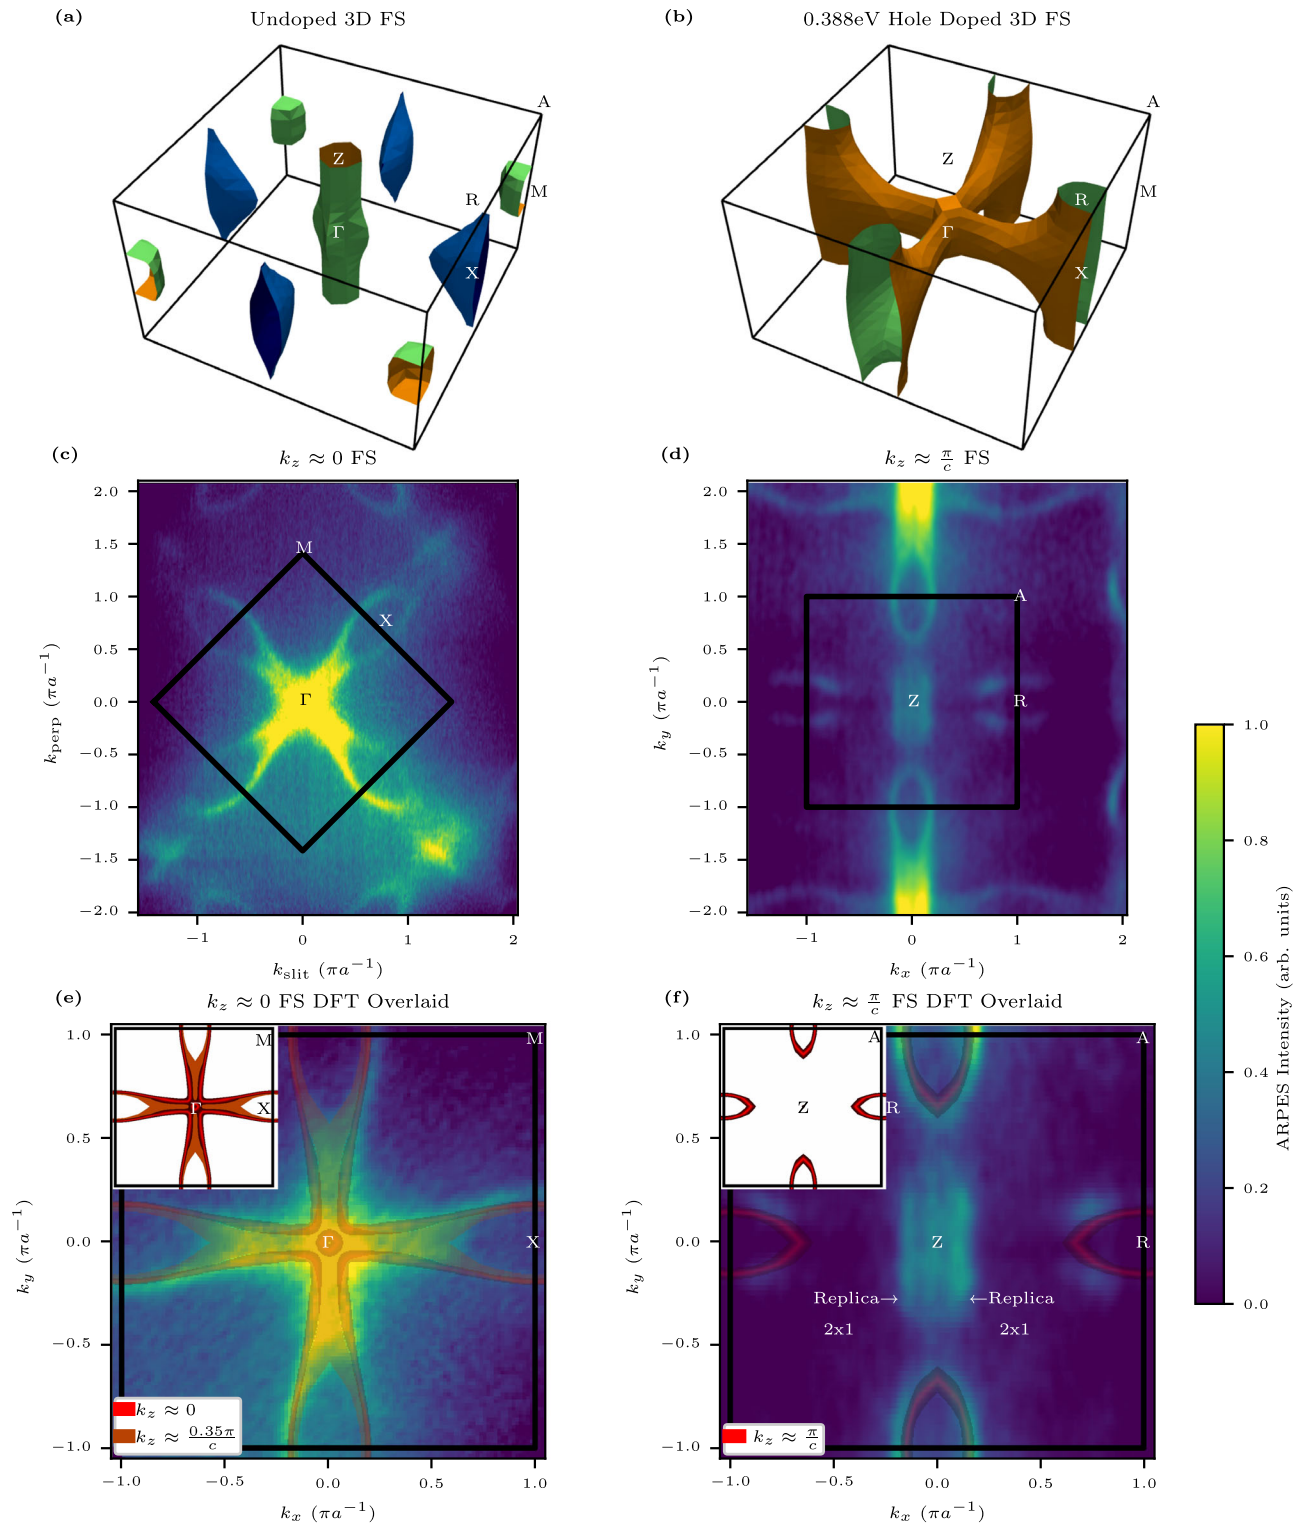 (a) Undoped 3D FS
A
Z
M
R
Γ
X
(b) 0.388eV Hole Doped 3D FS
A
Z
M
R
Γ
X
(c) k_z ≈ 0 FS
2.0
1.5
1.0
0.5
0.0
−0.5
−1.0
−1.5
−2.0
k_perp (πa⁻¹)
M
X
Γ
−1 0 1 2
k_slit (πa⁻¹)
(d) k_z ≈ π/c FS
2.0
1.5
1.0
0.5
0.0
−0.5
−1.0
−1.5
−2.0
k_y (πa⁻¹)
A
Z R
−1 0 1 2
k_x (πa⁻¹)
1.0
0.8
0.6
0.4
0.2
0.0
ARPES Intensity (arb. units)
(e) k_z ≈ 0 FS DFT Overlaid
1.0
0.5
0.0
−0.5
−1.0
k_y (πa⁻¹)
M
Γ X
M
Γ X
k_z ≈ 0
k_z ≈ 0.35π/c
−1.0 −0.5 0.0 0.5 1.0
k_x (πa⁻¹)
(f) k_z ≈ π/c FS DFT Overlaid
1.0
0.5
0.0
−0.5
−1.0
k_y (πa⁻¹)
A
Z R
A
Z R
Replica→ ←Replica
2x1 2x1
k_z ≈ π/c
−1.0 −0.5 0.0 0.5 1.0
k_x (πa⁻¹)